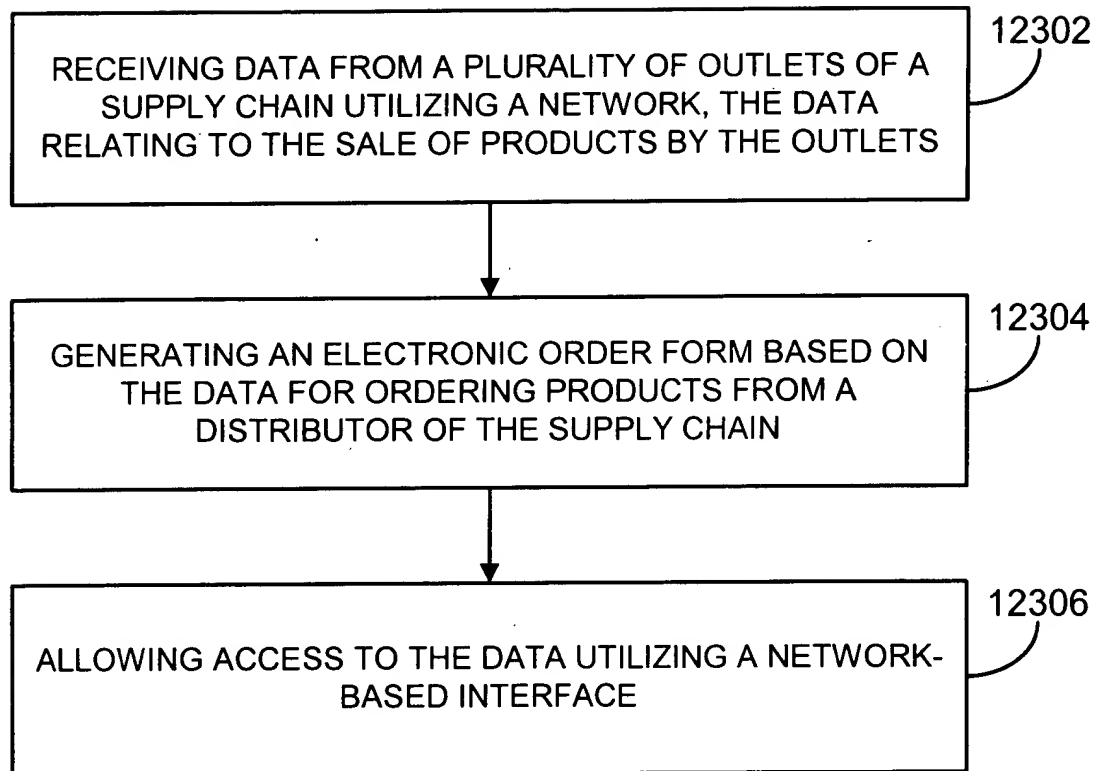 12302
RECEIVING DATA FROM A PLURALITY OF OUTLETS OF A
SUPPLY CHAIN UTILIZING A NETWORK, THE DATA
RELATING TO THE SALE OF PRODUCTS BY THE OUTLETS
12304
GENERATING AN ELECTRONIC ORDER FORM BASED ON
THE DATA FOR ORDERING PRODUCTS FROM A
DISTRIBUTOR OF THE SUPPLY CHAIN
12306
ALLOWING ACCESS TO THE DATA UTILIZING A NETWORK-
BASED INTERFACE